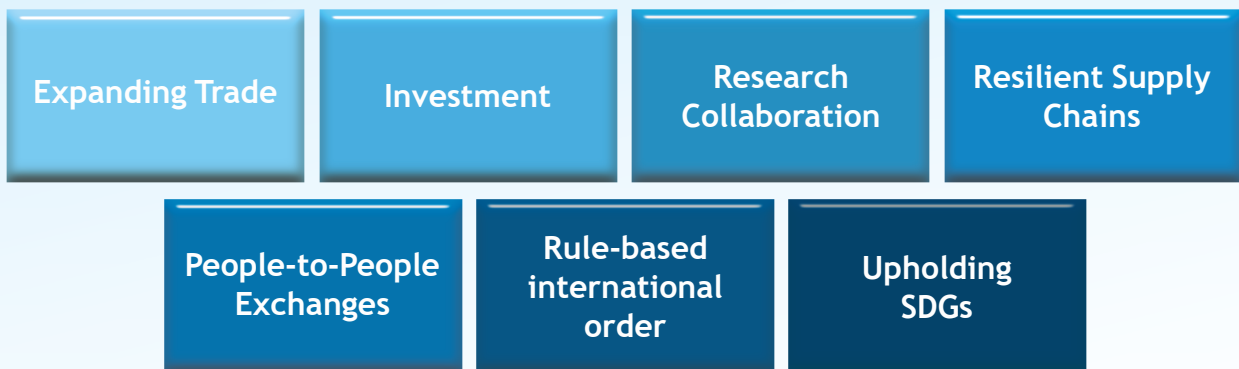 Expanding Trade
Investment
Research
Collaboration
Resilient Supply
Chains
People-to-People
Exchanges
Rule-based
international
order
Upholding
SDGs